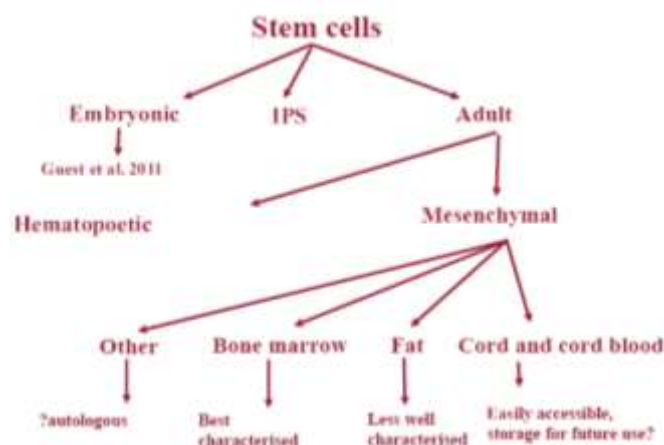 Stem cells
Embryonic
IPS
Adult
Guest et al. 2011
Hematopoetic
Mesenchymal
Other
Bone marrow
Fat
Cord and cord blood
?autologous
Best
characterised
Less well
characterised
Easily accessible,
storage for future use?